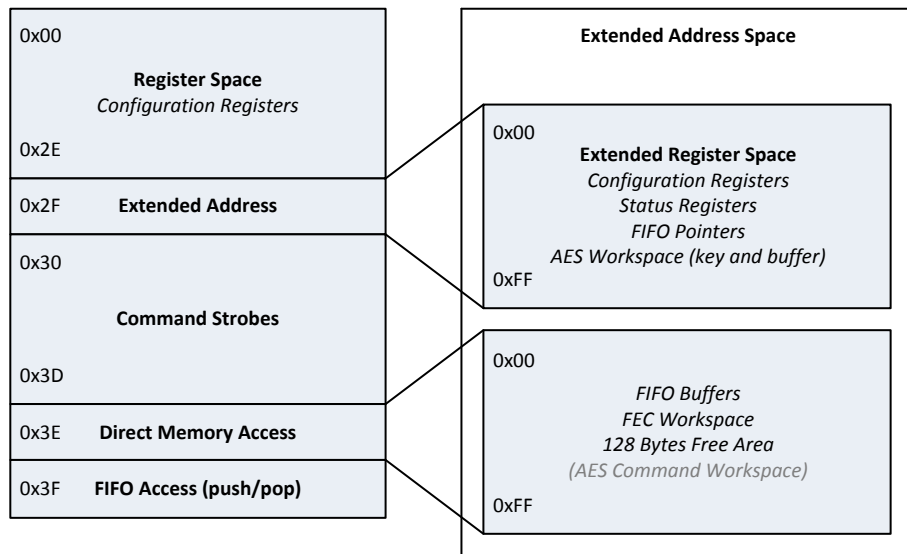 0x00
Register Space
Configuration Registers
0x2E
0x2F Extended Address
0x30
Command Strobes
0x3D
0x3E Direct Memory Access
0x3F FIFO Access (push/pop)
Extended Address Space
0x00
Extended Register Space
Configuration Registers
Status Registers
FIFO Pointers
AES Workspace (key and buffer)
0xFF
0x00
FIFO Buffers
FEC Workspace
128 Bytes Free Area
(AES Command Workspace)
0xFF